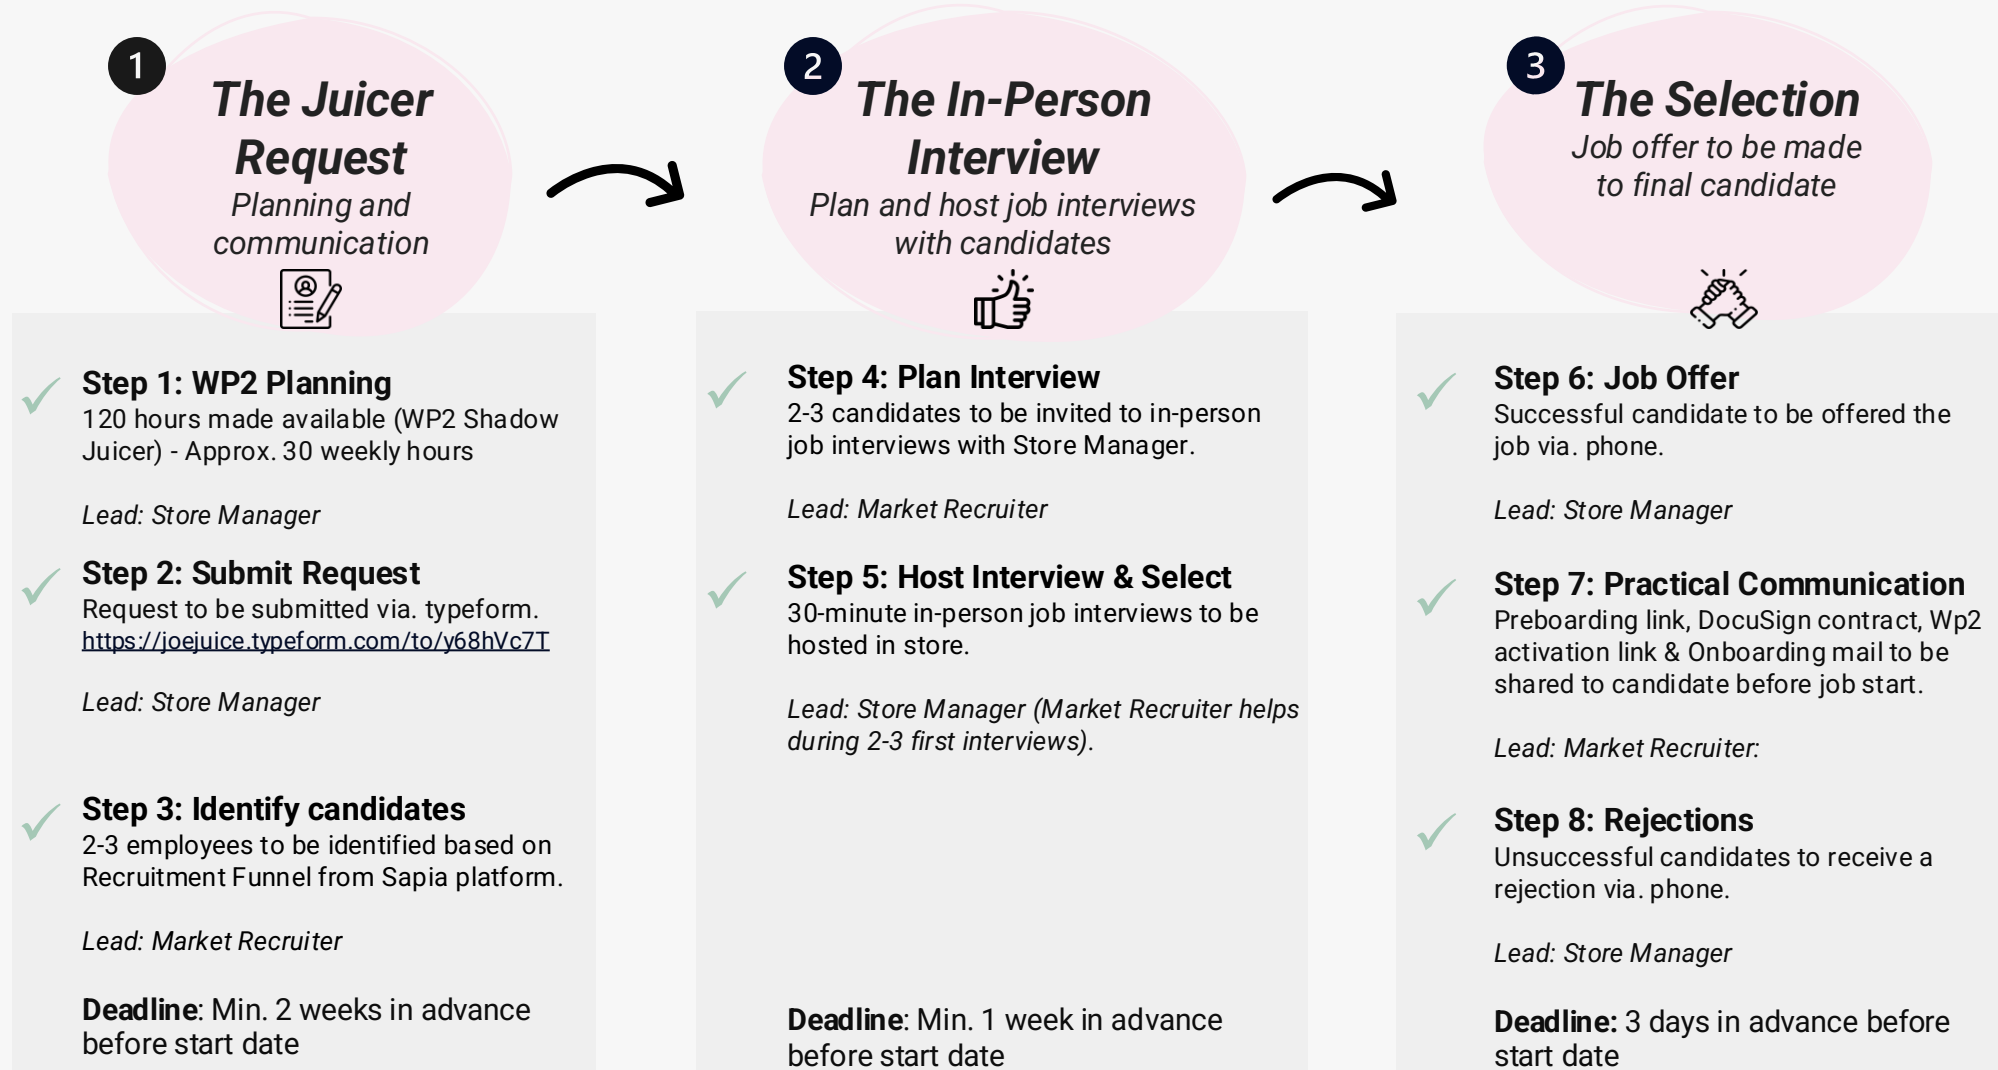 1
The Juicer
Request
Planning and
communication
Step 1: WP2 Planning
120 hours made available (WP2 Shadow
Juicer) - Approx. 30 weekly hours
Lead: Store Manager
Step 2: Submit Request
Request to be submitted via. typeform.
https://joejuice.typeform.com/to/y68hVc7T
Lead: Store Manager
Step 3: Identify candidates
2-3 employees to be identified based on
Recruitment Funnel from Sapia platform.
Lead: Market Recruiter
Deadline: Min. 2 weeks in advance
before start date
2
The In-Person
Interview
Plan and host job interviews
with candidates
Step 4: Plan Interview
2-3 candidates to be invited to in-person
job interviews with Store Manager.
Lead: Market Recruiter
Step 5: Host Interview & Select
30-minute in-person job interviews to be
hosted in store.
Lead: Store Manager (Market Recruiter helps
during 2-3 first interviews).
Deadline: Min. 1 week in advance
before start date
3
The Selection
Job offer to be made
to final candidate
Step 6: Job Offer
Successful candidate to be offered the
job via. phone.
Lead: Store Manager
Step 7: Practical Communication
Preboarding link, DocuSign contract, Wp2
activation link & Onboarding mail to be
shared to candidate before job start.
Lead: Market Recruiter:
Step 8: Rejections
Unsuccessful candidates to receive a
rejection via. phone.
Lead: Store Manager
Deadline: 3 days in advance before
start date